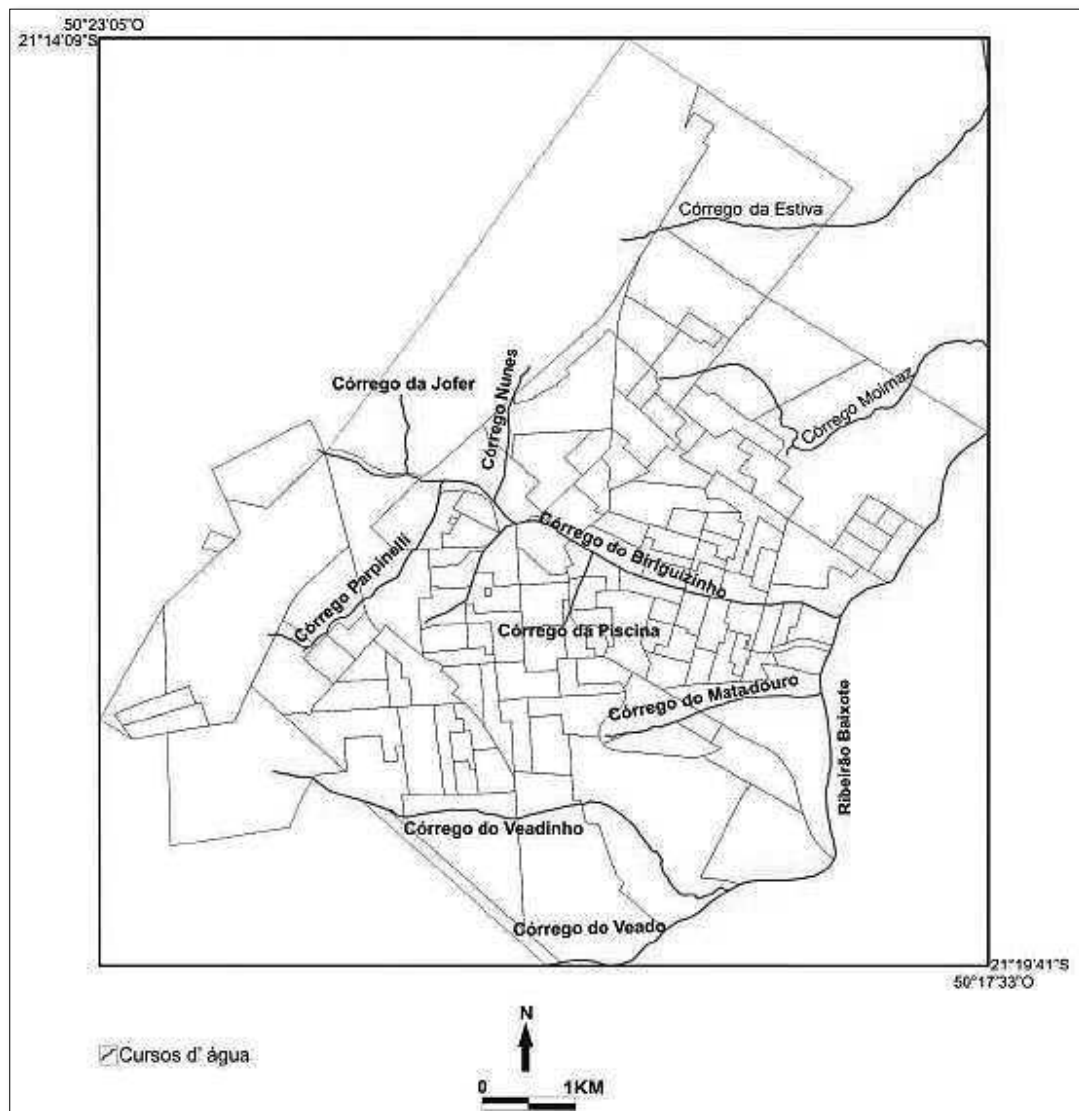 50°23'05"O
21°14'09"S
Córrego da Estiva
Córrego da Jofer
Córrego Nunes
Córrego Moimaz
Córrego do Biriguizinho
Córrego Parpinelli
Córrego da Piscina
Córrego do Matadouro
Ribeirão Baixote
Córrego do Veadinho
Córrego do Veado
21°19'41"S
50°17'33"O
N
Cursos d' água
0 1KM